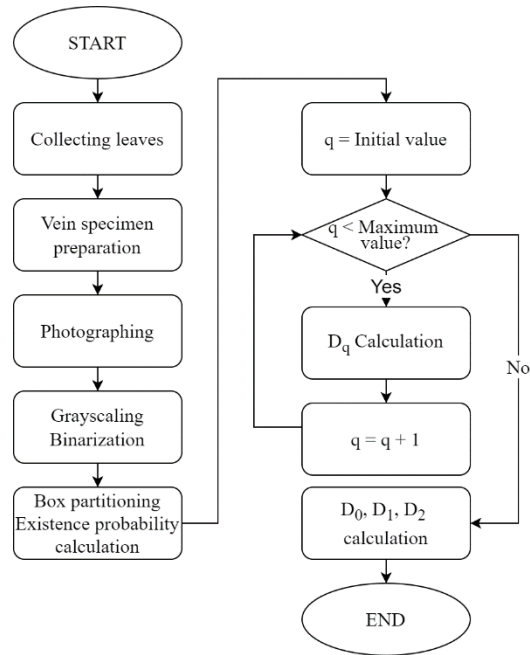 START
Collecting leaves
Vein specimen
preparation
Photographing
Grayscaling
Binarization
Box partitioning
Existence probability
calculation
q = Initial value
q < Maximum
value?
Yes
No
D₍q₎ Calculation
q = q + 1
D₀, D₁, D₂
calculation
END